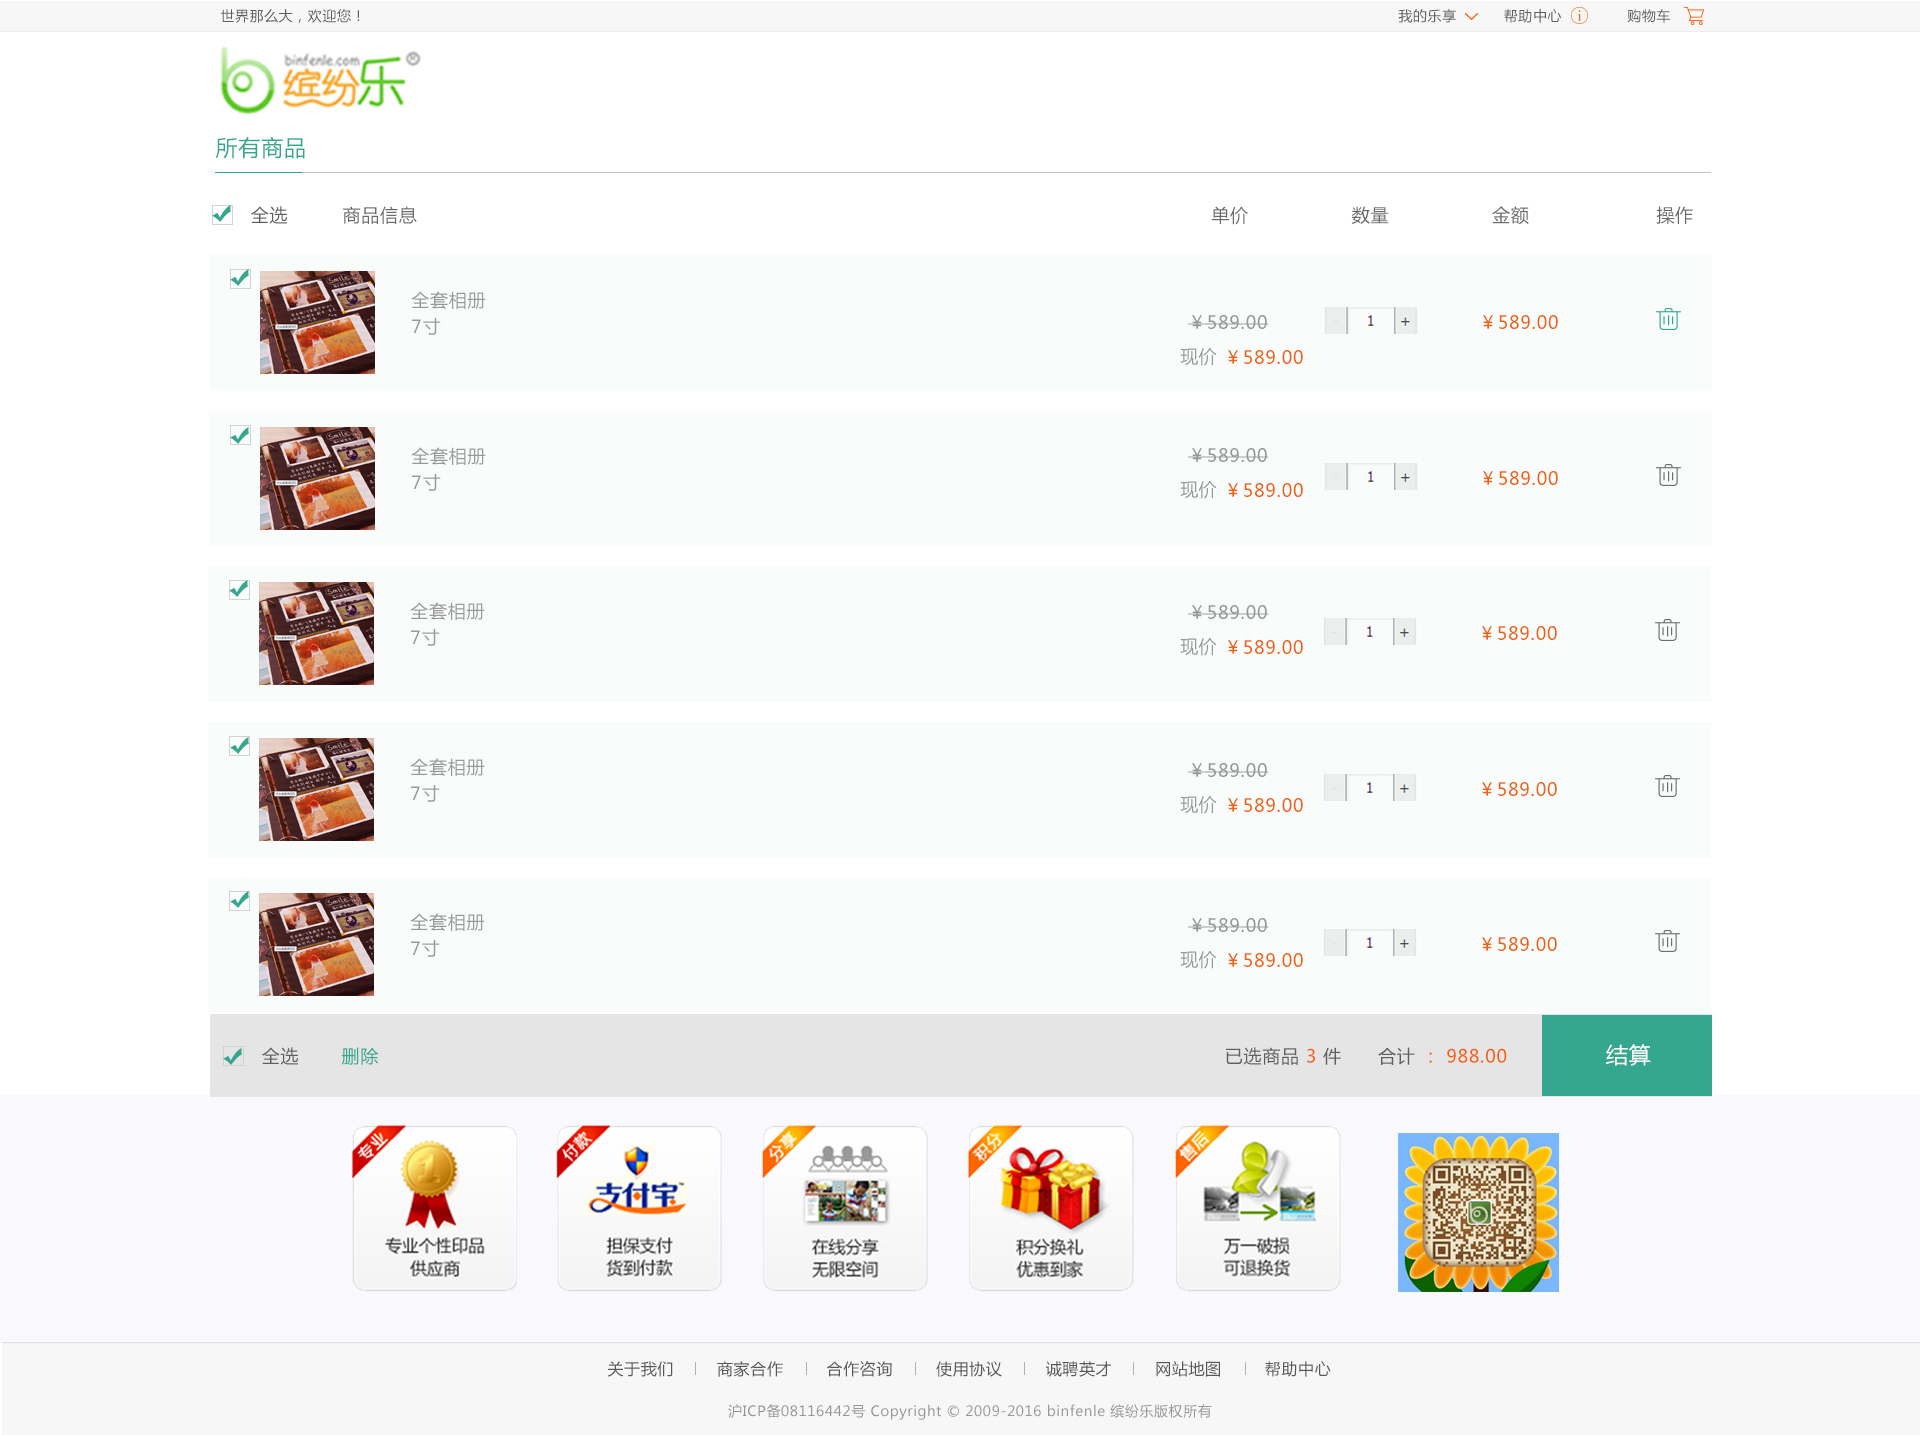 世界那么大，欢迎您！
我的乐享 帮助中心 购物车
binfenle.com
缤纷乐®
所有商品
全选 商品信息 单价 数量 金额 操作
全套相册
7寸
¥ 589.00
现价 ¥ 589.00
- 1 +
¥ 589.00
全套相册
7寸
¥ 589.00
现价 ¥ 589.00
- 1 +
¥ 589.00
全套相册
7寸
¥ 589.00
现价 ¥ 589.00
- 1 +
¥ 589.00
全套相册
7寸
¥ 589.00
现价 ¥ 589.00
- 1 +
¥ 589.00
全套相册
7寸
¥ 589.00
现价 ¥ 589.00
- 1 +
¥ 589.00
全选 删除 已选商品 3 件 合计 ： 988.00 结算
专业
1
专业个性印品
供应商
付款
支付宝
担保支付
货到付款
分享
在线分享
无限空间
积分
积分换礼
优惠到家
售后
万一破损
可退换货
关于我们 商家合作 合作咨询 使用协议 诚聘英才 网站地图 帮助中心
沪ICP备08116442号 Copyright © 2009-2016 binfenle 缤纷乐版权所有